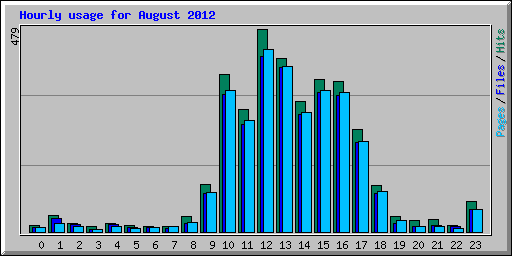 Hourly usage for August 2012
479
Pages / Files / Hits
0 1 2 3 4 5 6 7 8 9 10 11 12 13 14 15 16 17 18 19 20 21 22 23